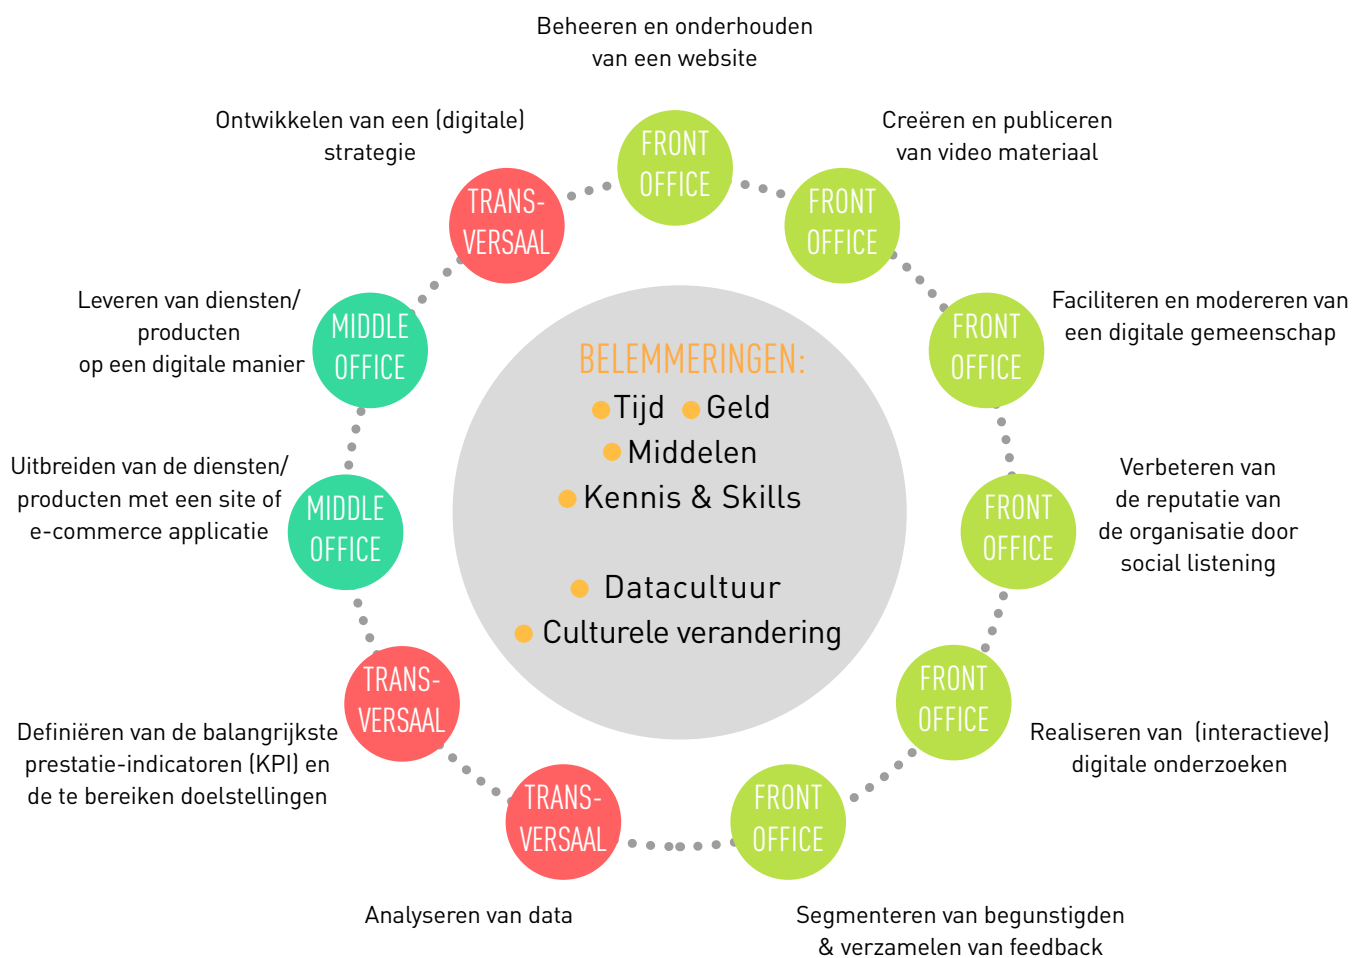 Beheeren en onderhouden
van een website
FRONT
OFFICE
Creëren en publiceren
van video materiaal
FRONT
OFFICE
Faciliteren en modereren van
een digitale gemeenschap
FRONT
OFFICE
Verbeteren van
de reputatie van
de organisatie door
social listening
FRONT
OFFICE
Realiseren van (interactieve)
digitale onderzoeken
FRONT
OFFICE
Segmenteren van begunstigden
& verzamelen van feedback
FRONT
OFFICE
Analyseren van data
TRANS-
VERSAAL
Definiëren van de balangrijkste
prestatie-indicatoren (KPI) en
de te bereiken doelstellingen
TRANS-
VERSAAL
Uitbreiden van de diensten/
producten met een site of
e-commerce applicatie
MIDDLE
OFFICE
Leveren van diensten/
producten
op een digitale manier
MIDDLE
OFFICE
Ontwikkelen van een (digitale)
strategie
TRANS-
VERSAAL
BELEMMERINGEN:
Tijd Geld
Middelen
Kennis & Skills
Datacultuur
Culturele verandering